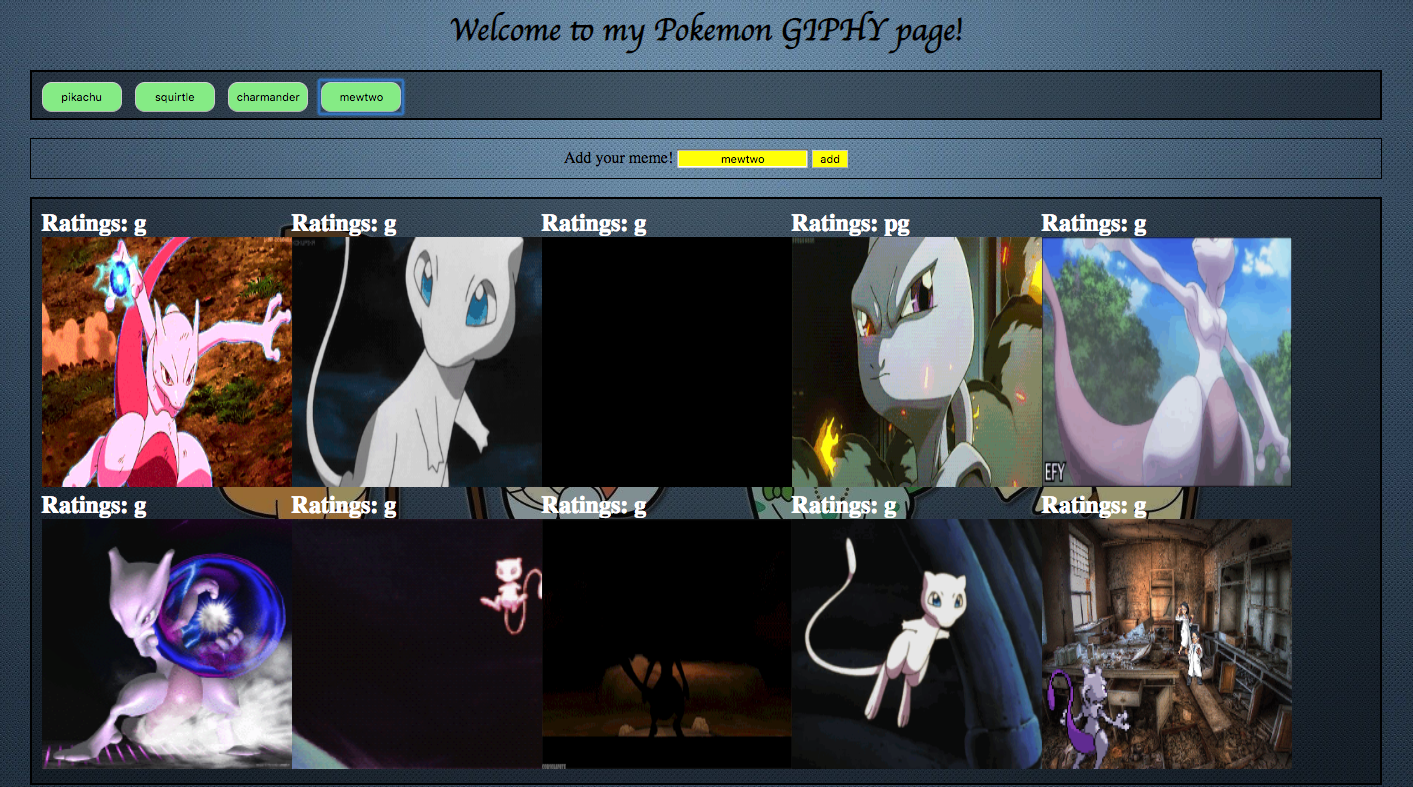 Welcome to my Pokemon GIPHY page!
pikachu squirtle charmander mewtwo
Add your meme! mewtwo add
Ratings: g Ratings: g Ratings: g Ratings: pg Ratings: g
EFY
Ratings: g Ratings: g Ratings: g Ratings: g Ratings: g